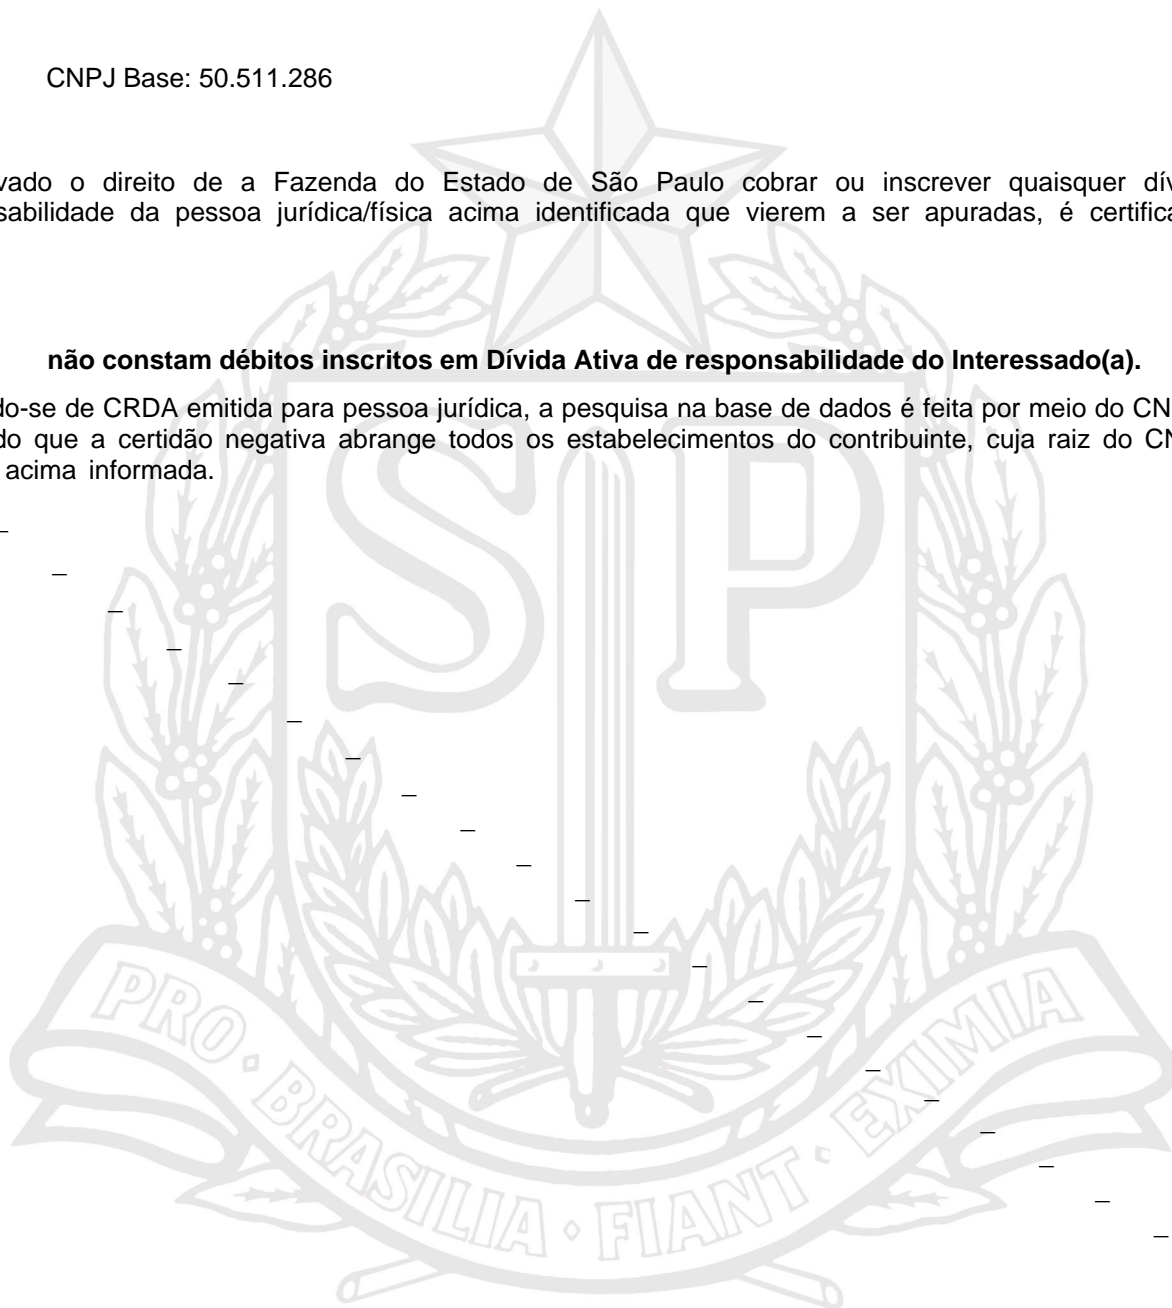 CNPJ Base: 50.511.286
vado o direito de a Fazenda do Estado de São Paulo cobrar ou inscrever quaisquer dív
sabilidade da pessoa jurídica/física acima identificada que vierem a ser apuradas, é certifica
não constam débitos inscritos em Dívida Ativa de responsabilidade do Interessado(a).
do-se de CRDA emitida para pessoa jurídica, a pesquisa na base de dados é feita por meio do CN
do que a certidão negativa abrange todos os estabelecimentos do contribuinte, cuja raiz do CN
acima informada.
SP
PRO • BRASILIA • FIANT • EXIMIA